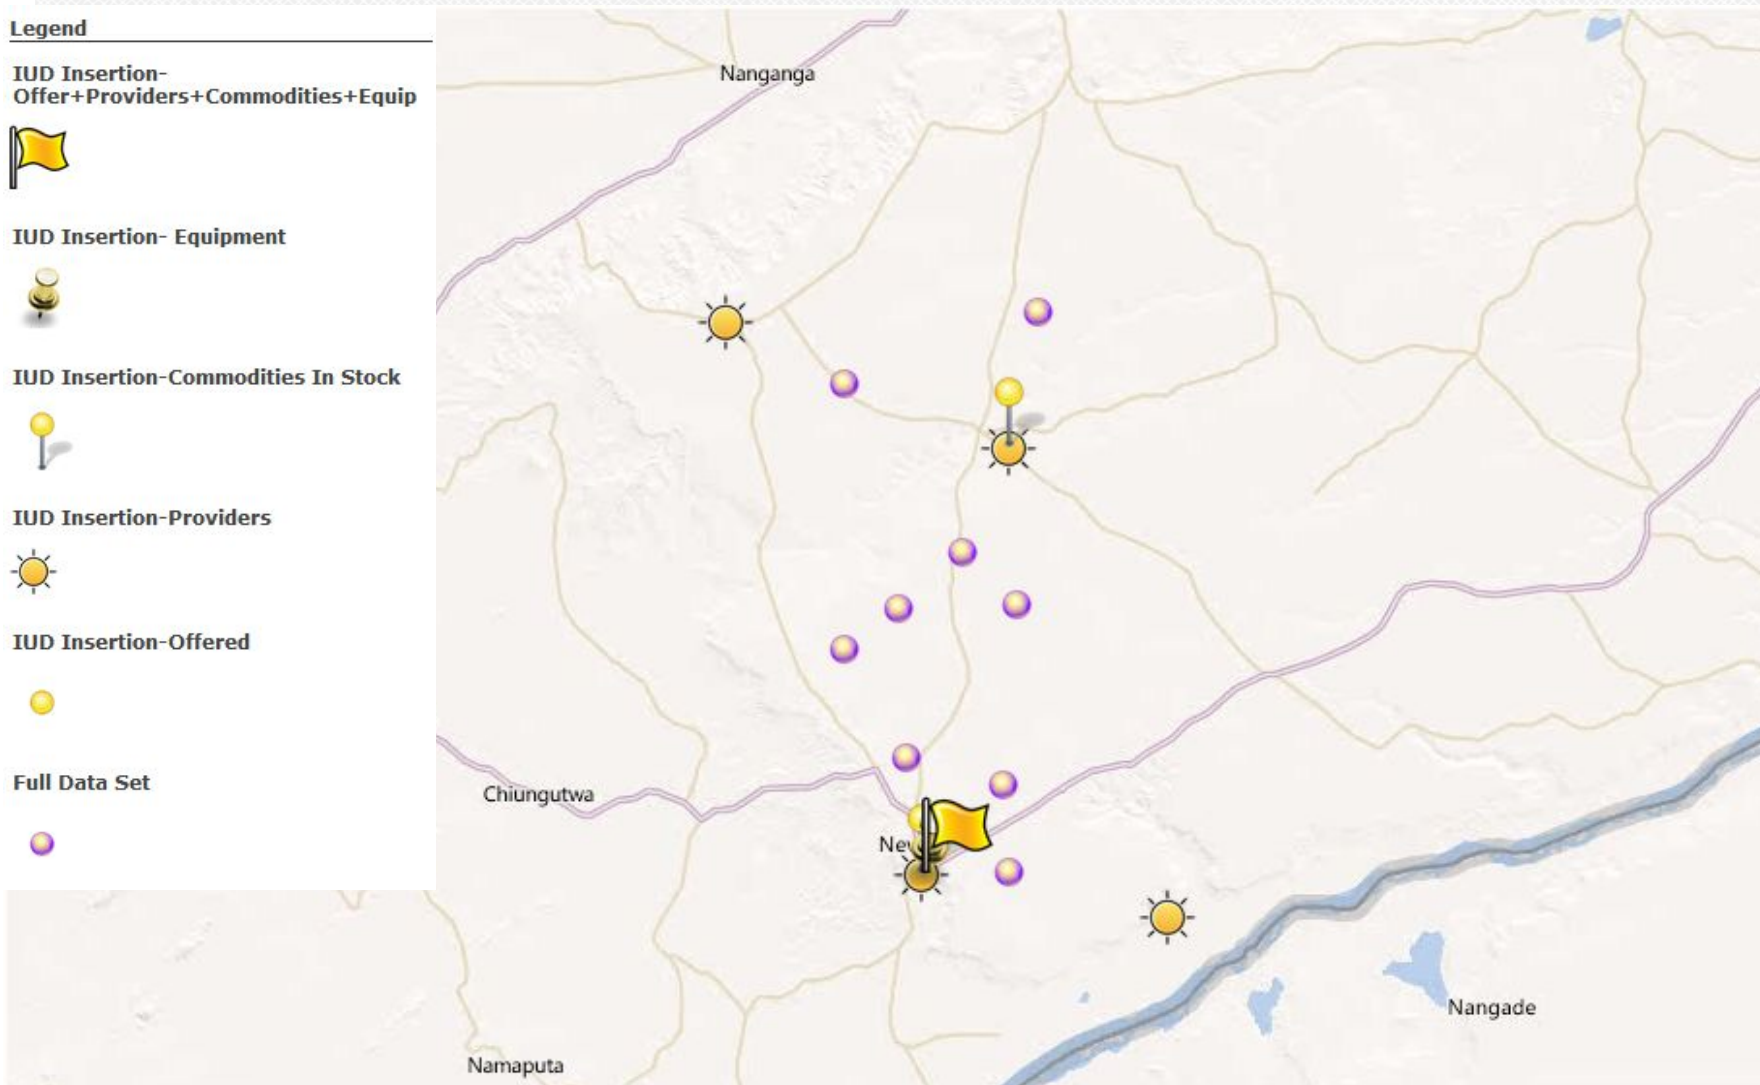 Legend
IUD Insertion-
Offer+Providers+Commodities+Equip
IUD Insertion- Equipment
IUD Insertion-Commodities In Stock
IUD Insertion-Providers
IUD Insertion-Offered
Full Data Set
Nanganga
Chiungutwa
Nangade
Namaputa